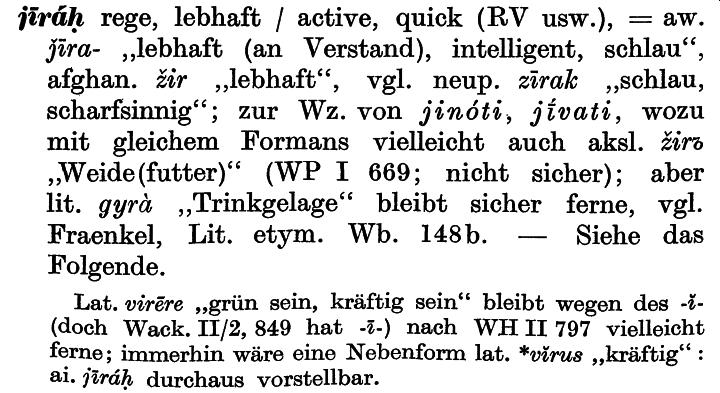 jīráḥ rege, lebhaft / active, quick (RV usw.), = aw.
ǰīra- „lebhaft (an Verstand), intelligent, schlau“,
afghan. žir „lebhaft“, vgl. neup. zīrak „schlau,
scharfsinnig“; zur Wz. von jinóti, jī́vati, wozu
mit gleichem Formans vielleicht auch aksl. žirъ
„Weide(futter)“ (WP I 669; nicht sicher); aber
lit. gyrà „Trinkgelage“ bleibt sicher ferne, vgl.
Fraenkel, Lit. etym. Wb. 148b. — Siehe das
Folgende.
Lat. virēre „grün sein, kräftig sein“ bleibt wegen des -ĭ-
(doch Wack. II/2, 849 hat -ī-) nach WH II 797 vielleicht
ferne; immerhin wäre eine Nebenform lat. *vĭrus „kräftig“ :
ai. jīráḥ durchaus vorstellbar.